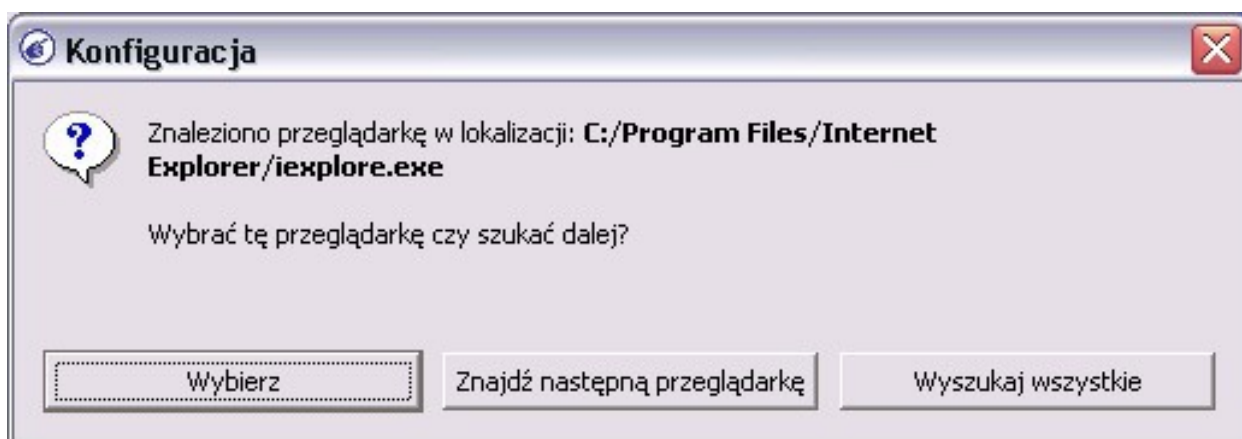 Konfiguracja
Znaleziono przeglądarkę w lokalizacji: C:/Program Files/Internet
Explorer/iexplore.exe
Wybrać tę przeglądarkę czy szukać dalej?
Wybierz Znajdź następną przeglądarkę Wyszukaj wszystkie